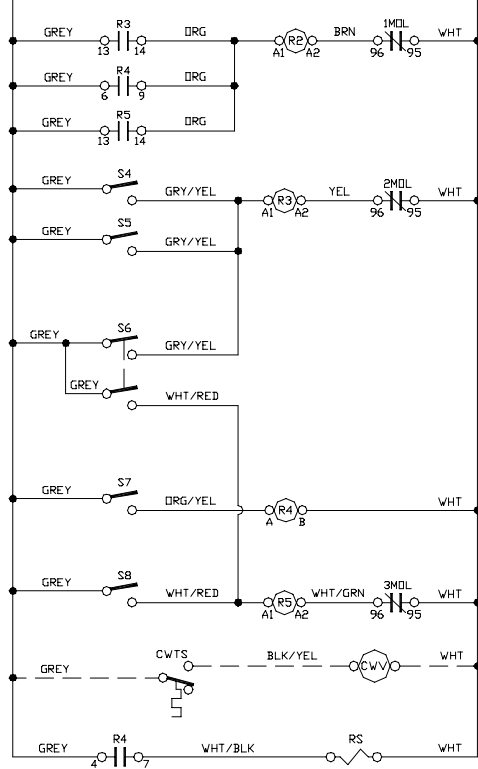 R3 1MOL
GREY ORG BRN WHT
R2
13 14 A1 A2 96 95
R4
GREY ORG
6 9
R5
GREY ORG
13 14
S4 2MOL
GREY GRY/YEL YEL WHT
R3
A1 A2 96 95
S5
GREY GRY/YEL
S6
GREY GRY/YEL
GREY WHT/RED
S7
GREY ORG/YEL WHT
R4
A B
S8 3MOL
GREY WHT/RED WHT/GRN WHT
R5
A1 A2 96 95
CWTS BLK/YEL WHT
GREY CWV
R4 RS
GREY WHT/BLK WHT
4 7